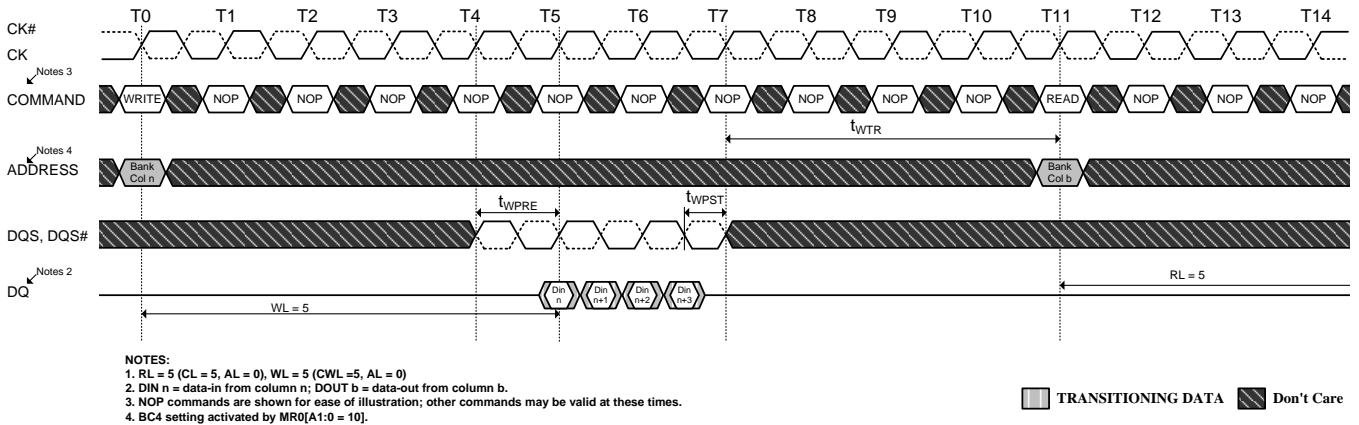 T0 T1 T2 T3 T4 T5 T6 T7 T8 T9 T10 T11 T12 T13 T14
CK#
CK
Notes 3
COMMAND WRITE NOP NOP NOP NOP NOP NOP NOP NOP NOP NOP READ NOP NOP NOP
tWTR
Notes 4
ADDRESS
Bank Col n
Bank Col b
tWPRE
tWPST
DQS, DQS#
Notes 2
DQ
Din n
Din n+1
Din n+2
Din n+3
RL = 5
WL = 5
NOTES:
1. RL = 5 (CL = 5, AL = 0), WL = 5 (CWL =5, AL = 0)
2. DIN n = data-in from column n; DOUT b = data-out from column b.
3. NOP commands are shown for ease of illustration; other commands may be valid at these times.
4. BC4 setting activated by MR0[A1:0 = 10].
TRANSITIONING DATA
Don't Care